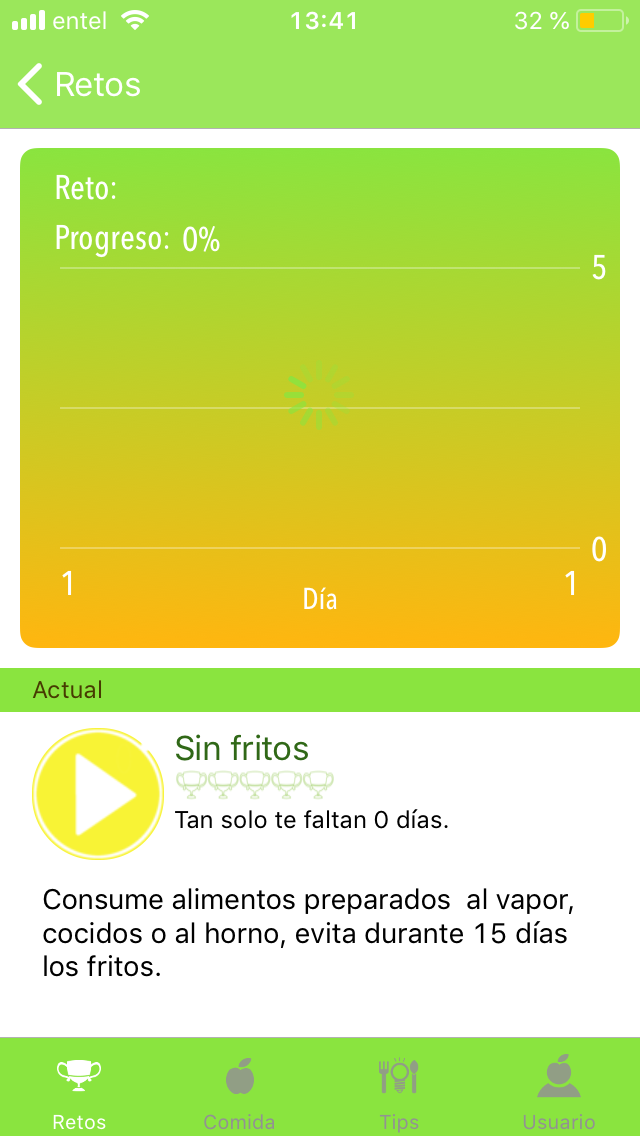 entel 13:41 32 %
Retos
Reto:
Progreso: 0%
5
0
1 Día 1
Actual
Sin fritos
Tan solo te faltan 0 días.
Consume alimentos preparados  al vapor,
cocidos o al horno, evita durante 15 días
los fritos.
Retos Comida Tips Usuario